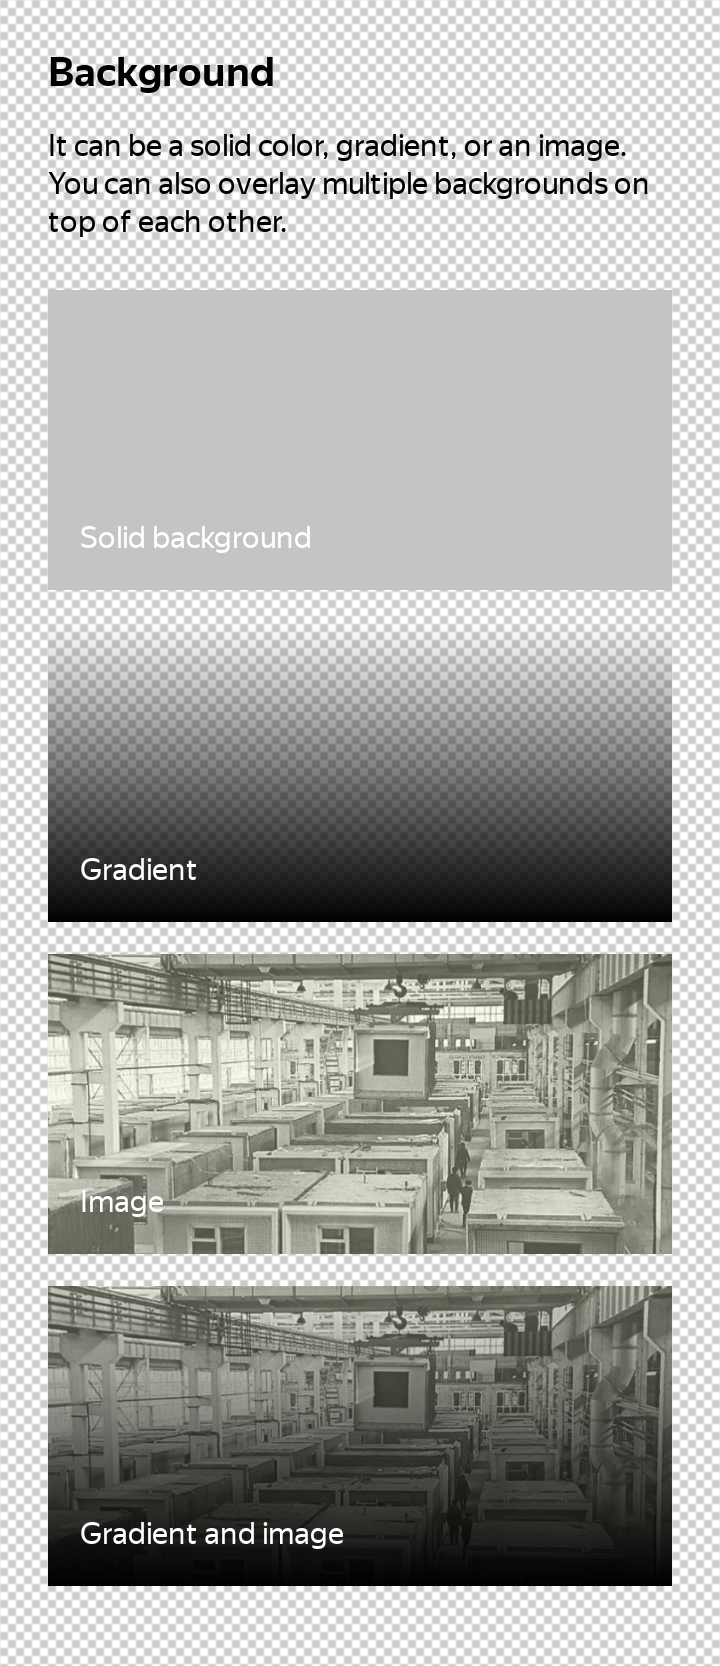 Background
It can be a solid color, gradient, or an image.
You can also overlay multiple backgrounds on
top of each other.
Solid background
Gradient
Image
Gradient and image